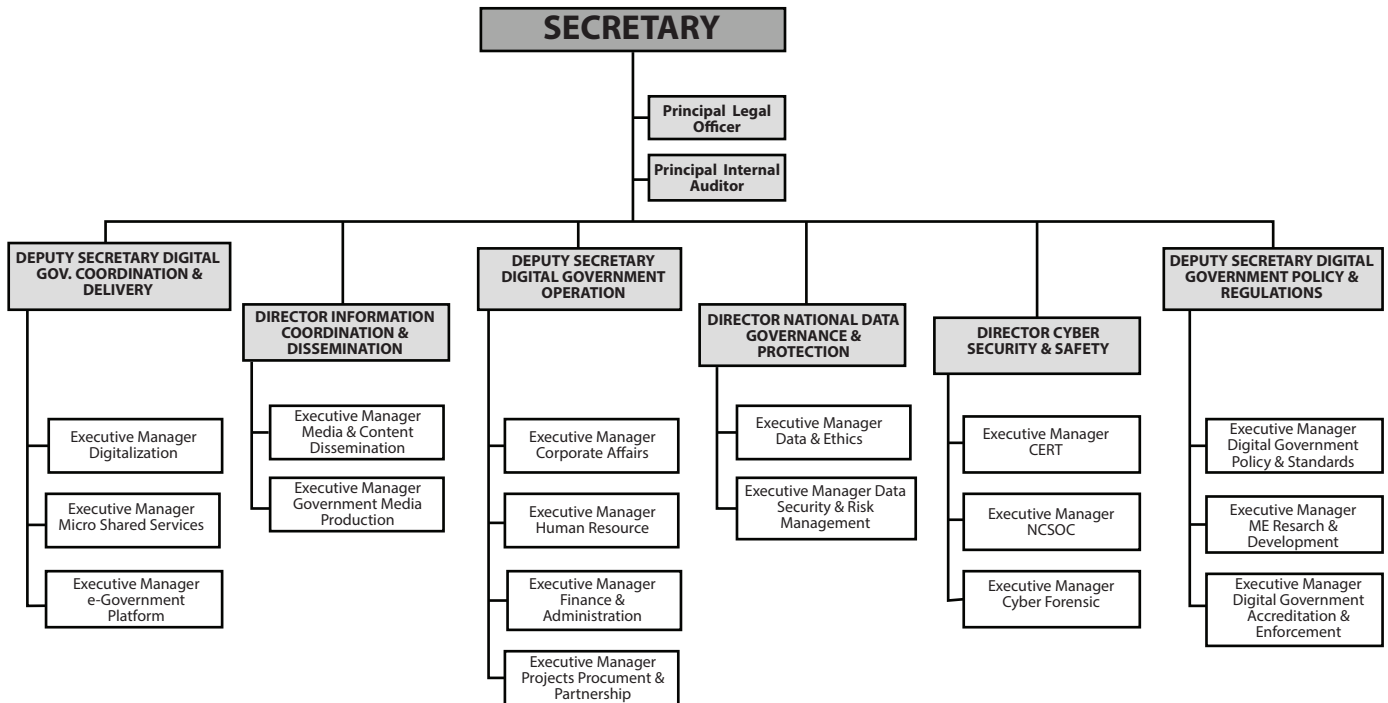 SECRETARY
Principal Legal
Officer
Principal Internal
Auditor
DEPUTY SECRETARY DIGITAL
GOV. COORDINATION &
DELIVERY
Executive Manager
Digitalization
Executive Manager
Micro Shared Services
Executive Manager
e-Government
Platform
DIRECTOR INFORMATION
COORDINATION &
DISSEMINATION
Executive Manager
Media & Content
Dissemination
Executive Manager
Government Media
Production
DEPUTY SECRETARY
DIGITAL GOVERNMENT
OPERATION
Executive Manager
Corporate Affairs
Executive Manager
Human Resource
Executive Manager
Finance &
Administration
Executive Manager
Projects Procument &
Partnership
DIRECTOR NATIONAL DATA
GOVERNANCE &
PROTECTION
Executive Manager
Data & Ethics
Executive Manager Data
Security & Risk
Management
DIRECTOR CYBER
SECURITY & SAFETY
Executive Manager
CERT
Executive Manager
NCSOC
Executive Manager
Cyber Forensic
DEPUTY SECRETARY DIGITAL
GOVERNMENT POLICY &
REGULATIONS
Executive Manager
Digital Government
Policy & Standards
Executive Manager
ME Resarch &
Development
Executive Manager
Digital Government
Accreditation &
Enforcement